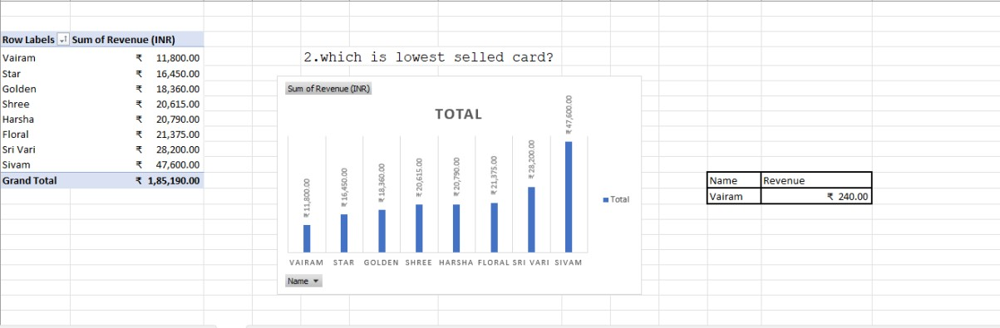 Row Labels Sum of Revenue (INR)
Vairam ₹ 11,800.00
Star ₹ 16,450.00
Golden ₹ 18,360.00
Shree ₹ 20,615.00
Harsha ₹ 20,790.00
Floral ₹ 21,375.00
Sri Vari ₹ 28,200.00
Sivam ₹ 47,600.00
Grand Total ₹ 1,85,190.00
2.which is lowest selled card?
Sum of Revenue (INR)
TOTAL
₹ 11,800.00
₹ 16,450.00
₹ 18,360.00
₹ 20,615.00
₹ 20,790.00
₹ 21,375.00
₹ 28,200.00
₹ 47,600.00
VAIRAM STAR GOLDEN SHREE HARSHA FLORAL SRI VARI SIVAM
Total
Name
Name Revenue
Vairam ₹ 240.00